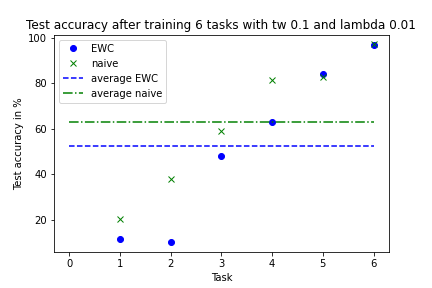 Test accuracy after training 6 tasks with tw 0.1 and lambda 0.01
100
80
60
40
20
Test accuracy in %
EWC
naive
average EWC
average naive
0 1 2 3 4 5 6
Task